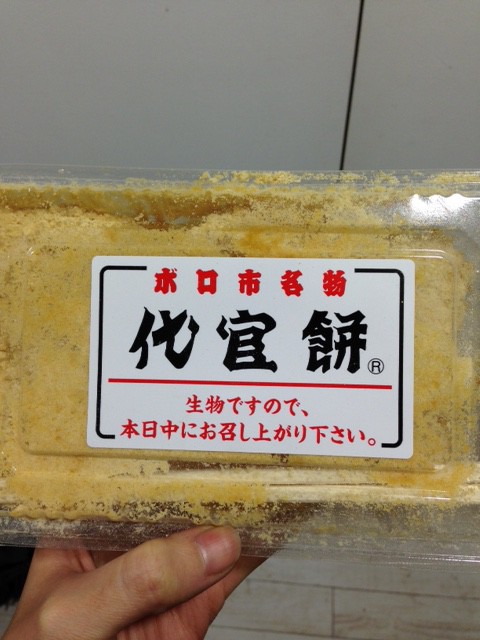 ボロ市名物
代官餅®
生物ですので、
本日中にお召し上がり下さい。